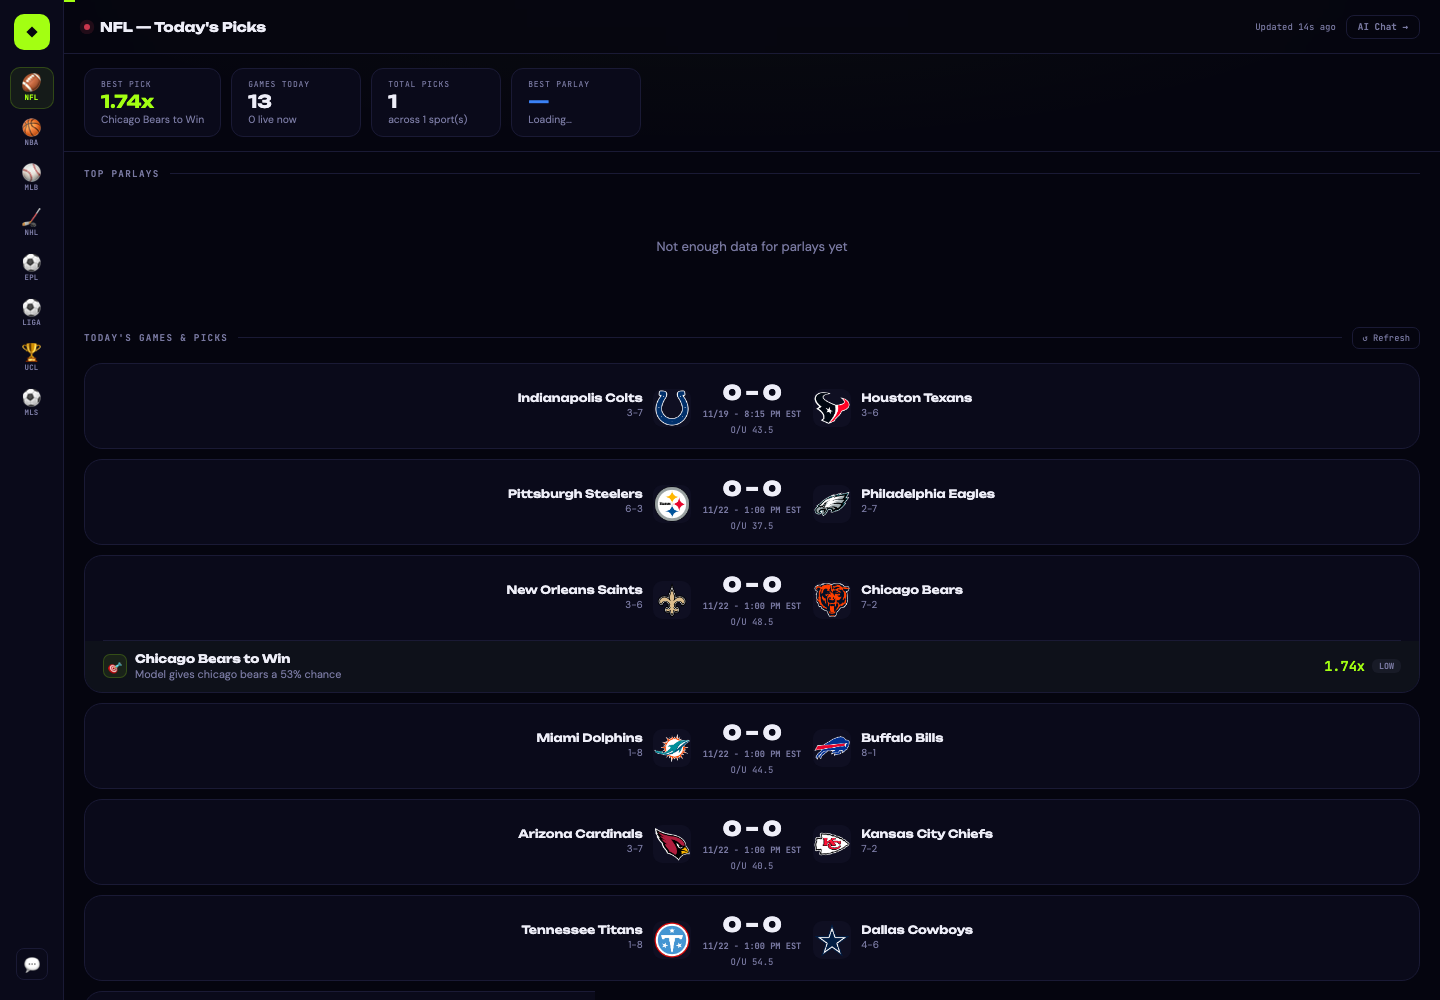 NFL — Today's Picks
Updated 14s ago
AI Chat →
NFL
NBA
MLB
NHL
EPL
LIGA
UCL
MLS
BEST PICK
1.74x
Chicago Bears to Win
GAMES TODAY
13
0 live now
TOTAL PICKS
1
across 1 sport(s)
BEST PARLAY
—
Loading…
TOP PARLAYS
Not enough data for parlays yet
TODAY'S GAMES & PICKS
↺ Refresh
Indianapolis Colts
3-7
0 – 0
11/19 - 8:15 PM EST
O/U 43.5
Houston Texans
3-6
Pittsburgh Steelers
6-3
0 – 0
11/22 - 1:00 PM EST
O/U 37.5
Philadelphia Eagles
2-7
New Orleans Saints
3-6
0 – 0
11/22 - 1:00 PM EST
O/U 48.5
Chicago Bears
7-2
Chicago Bears to Win
Model gives chicago bears a 53% chance
1.74x
LOW
Miami Dolphins
1-8
0 – 0
11/22 - 1:00 PM EST
O/U 44.5
Buffalo Bills
8-1
Arizona Cardinals
3-7
0 – 0
11/22 - 1:00 PM EST
O/U 40.5
Kansas City Chiefs
7-2
Tennessee Titans
1-8
0 – 0
11/22 - 1:00 PM EST
O/U 54.5
Dallas Cowboys
4-6